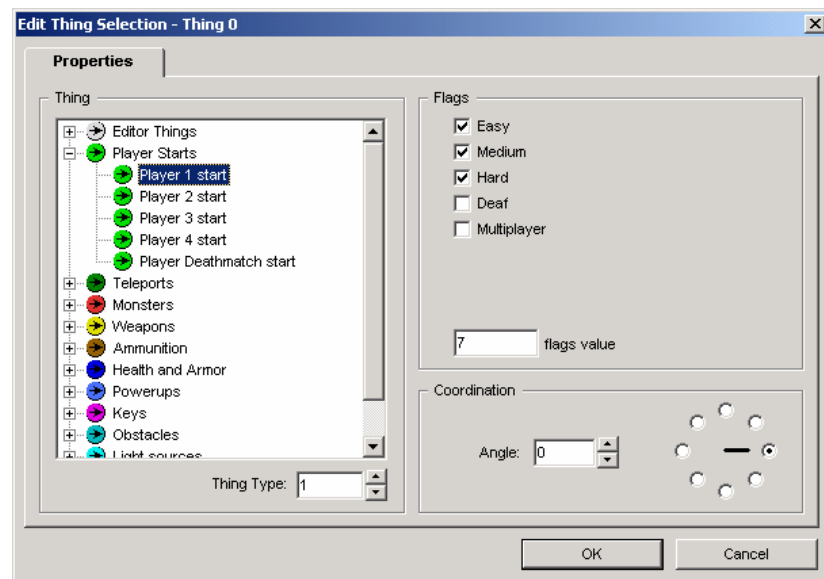 Edit Thing Selection - Thing 0
Properties
Thing
Editor Things
Player Starts
Player 1 start
Player 2 start
Player 3 start
Player 4 start
Player Deathmatch start
Teleports
Monsters
Weapons
Ammunition
Health and Armor
Powerups
Keys
Obstacles
Light sources
Thing Type: 1
Flags
Easy
Medium
Hard
Deaf
Multiplayer
7 flags value
Coordination
Angle: 0
OK
Cancel